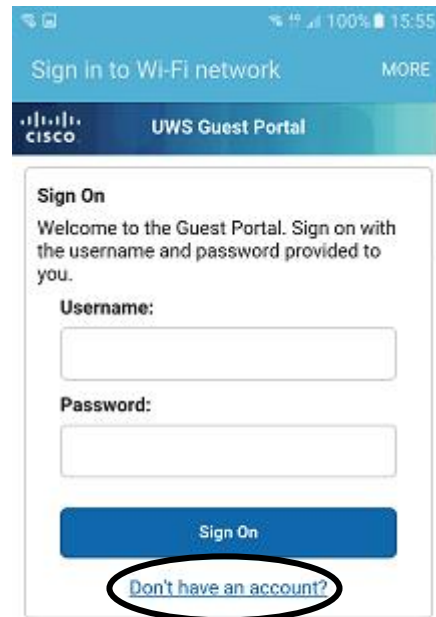 100% 15:55
Sign in to Wi-Fi network MORE
CISCO UWS Guest Portal
Sign On
Welcome to the Guest Portal. Sign on with
the username and password provided to
you.
Username:
Password:
Sign On
Don't have an account?